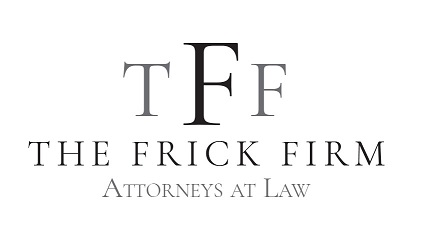 TFF
THE FRICK FIRM
ATTORNEYS AT LAW